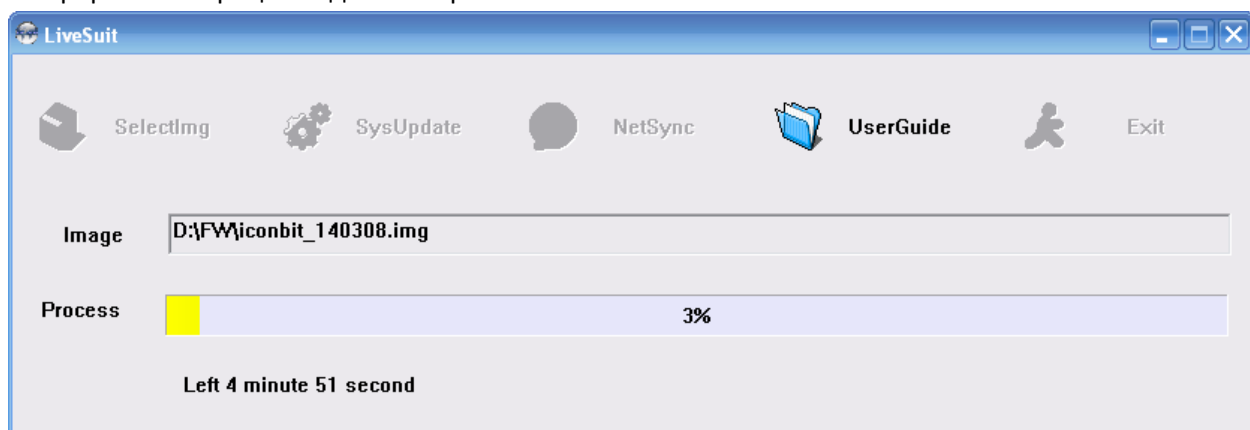 LiveSuit
SelectImg SysUpdate NetSync UserGuide Exit
Image D:\FW\iconbit_140308.img
Process 3%
Left 4 minute 51 second